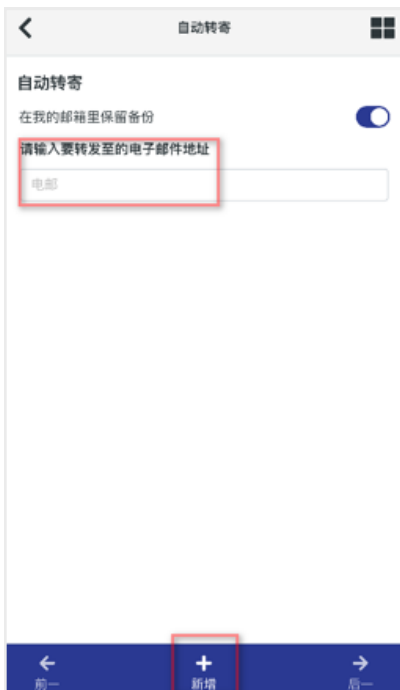 自动转寄
自动转寄
在我的邮箱里保留备份
请输入要转发至的电子邮件地址
电邮
前一
新增
后一